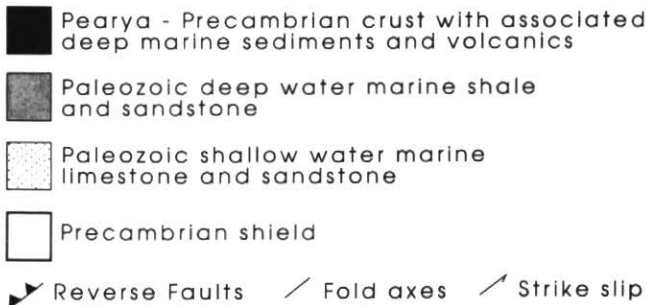 Pearya - Precambrian crust with associated
deep marine sediments and volcanics
Paleozoic deep water marine shale
and sandstone
Paleozoic shallow water marine
limestone and sandstone
Precambrian shield
Reverse Faults Fold axes Strike slip